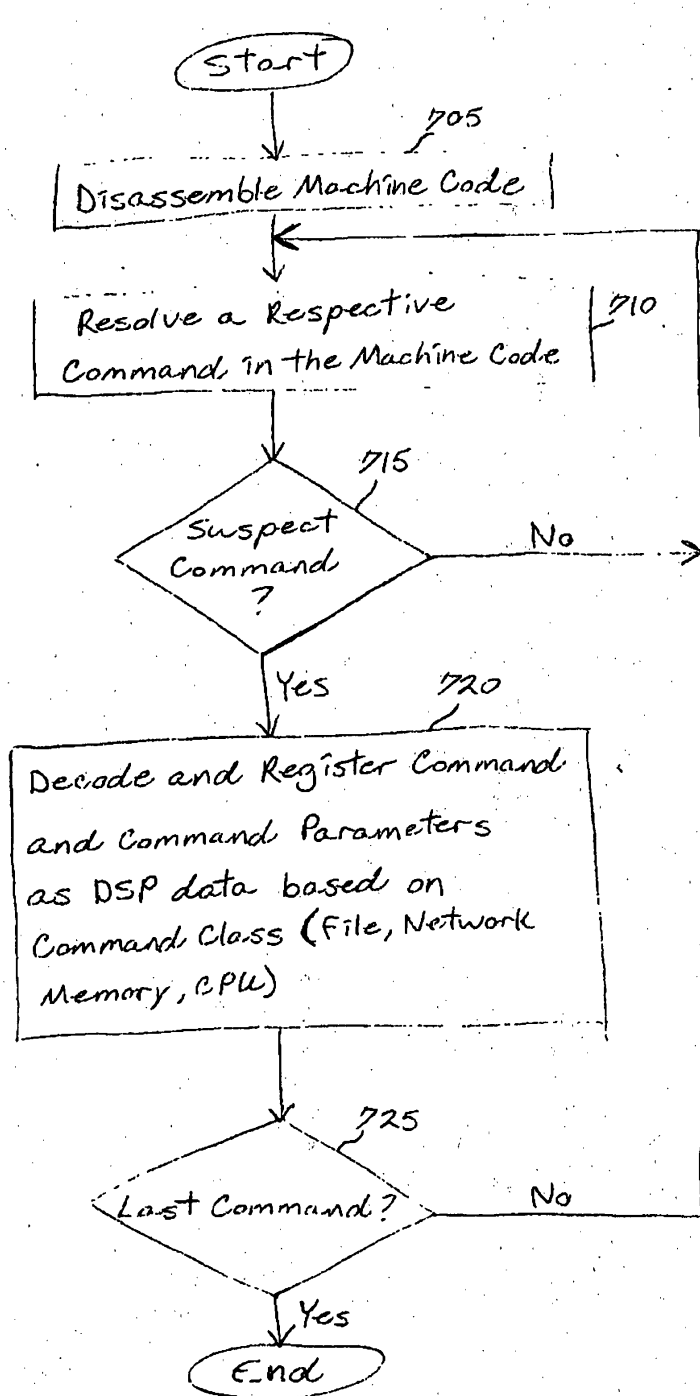 Start
705
Disassemble Machine Code
Resolve a Respective
Command in the Machine Code
710
715
Suspect
Command
?
No
Yes
720
Decode and Register Command
and Command Parameters
as DSP data based on
Command Class (File, Network
Memory, CPU)
725
Last Command?
No
Yes
End